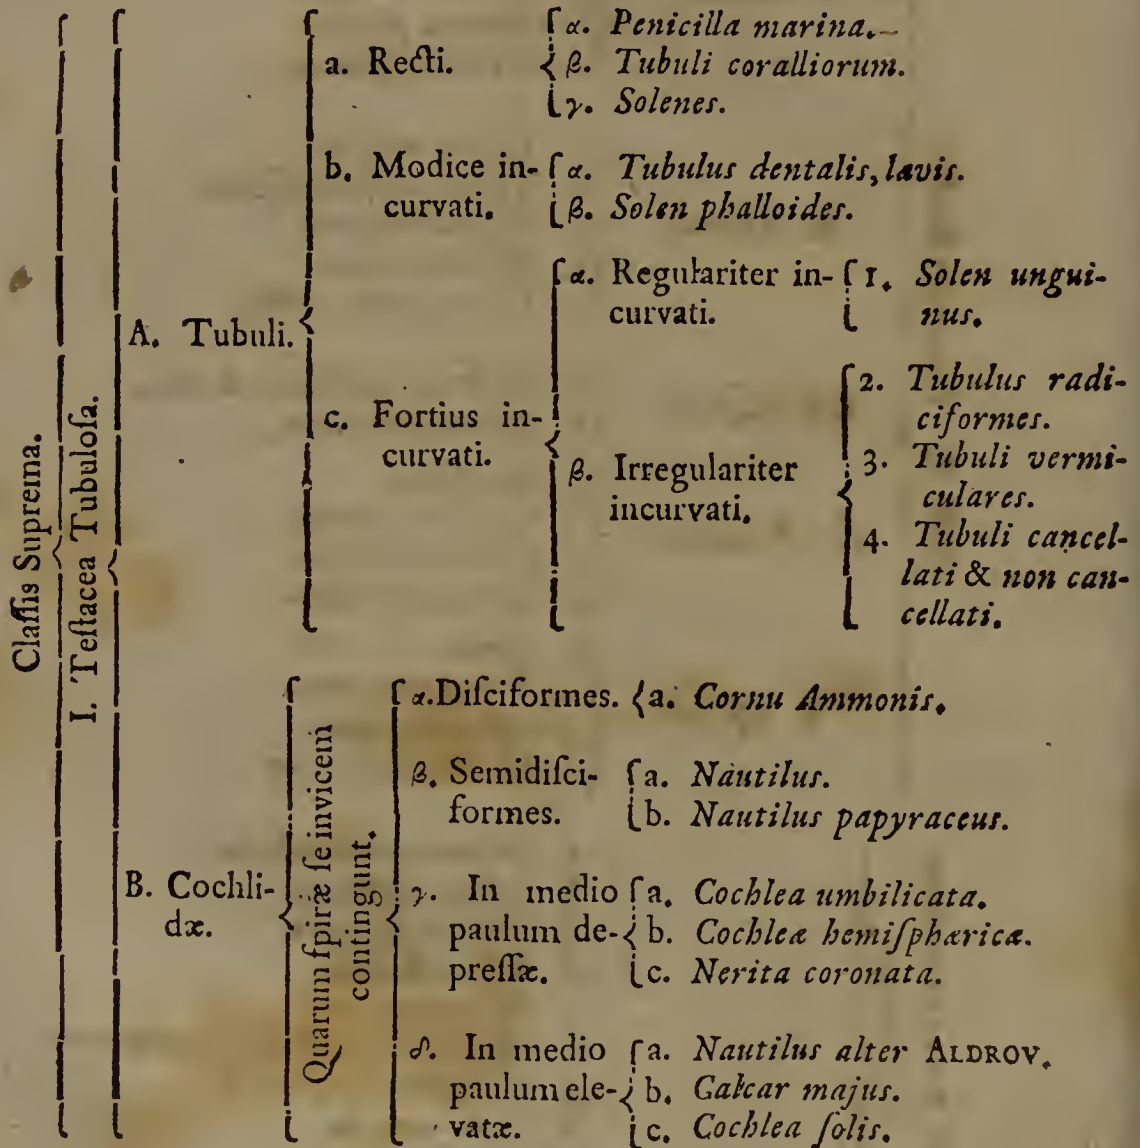 Claſſis Suprema.
I. Teſtacea Tubuloſa.
A. Tubuli.
a. Recti.
α. Penicilla marina.
β. Tubuli coralliorum.
γ. Solenes.
b. Modice in-
curvati.
α. Tubulus dentalis, lævis.
β. Solen phalloides.
c. Fortius in-
curvati.
α. Regulariter in-
curvati.
1. Solen ungui-
nus.
β. Irregulariter
incurvati.
2. Tubulus radi-
ciformes.
3. Tubuli vermi-
culares.
4. Tubuli cancel-
lati & non can-
cellati.
B. Cochli-
dæ.
Quarum ſpiræ ſe invicem
contingunt.
α. Diſciformes.
a. Cornu Ammonis.
β. Semidiſci-
formes.
a. Nautilus.
b. Nautilus papyraceus.
γ. In medio
paulum de-
preſſæ.
a. Cochlea umbilicata.
b. Cochleæ hemiſphæricæ.
c. Nerita coronata.
δ. In medio
paulum ele-
vatæ.
a. Nautilus alter ALDROV.
b. Calcar majus.
c. Cochlea ſolis.